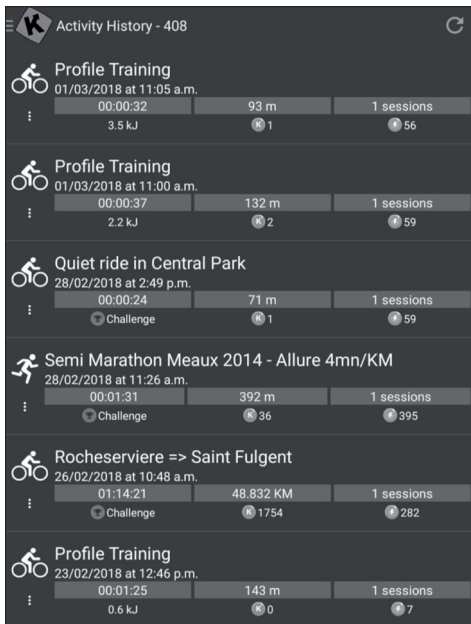 K Activity History - 408
Profile Training
01/03/2018 at 11:05 a.m.
00:00:32 93 m 1 sessions
3.5 kJ K 1 56
Profile Training
01/03/2018 at 11:00 a.m.
00:00:37 132 m 1 sessions
2.2 kJ K 2 59
Quiet ride in Central Park
28/02/2018 at 2:49 p.m.
00:00:24 71 m 1 sessions
Challenge K 1 59
Semi Marathon Meaux 2014 - Allure 4mn/KM
28/02/2018 at 11:26 a.m.
00:01:31 392 m 1 sessions
Challenge K 36 395
Rocheserviere => Saint Fulgent
26/02/2018 at 10:48 a.m.
01:14:21 48.832 KM 1 sessions
Challenge K 1754 282
Profile Training
23/02/2018 at 12:46 p.m.
00:01:25 143 m 1 sessions
0.6 kJ K 0 7